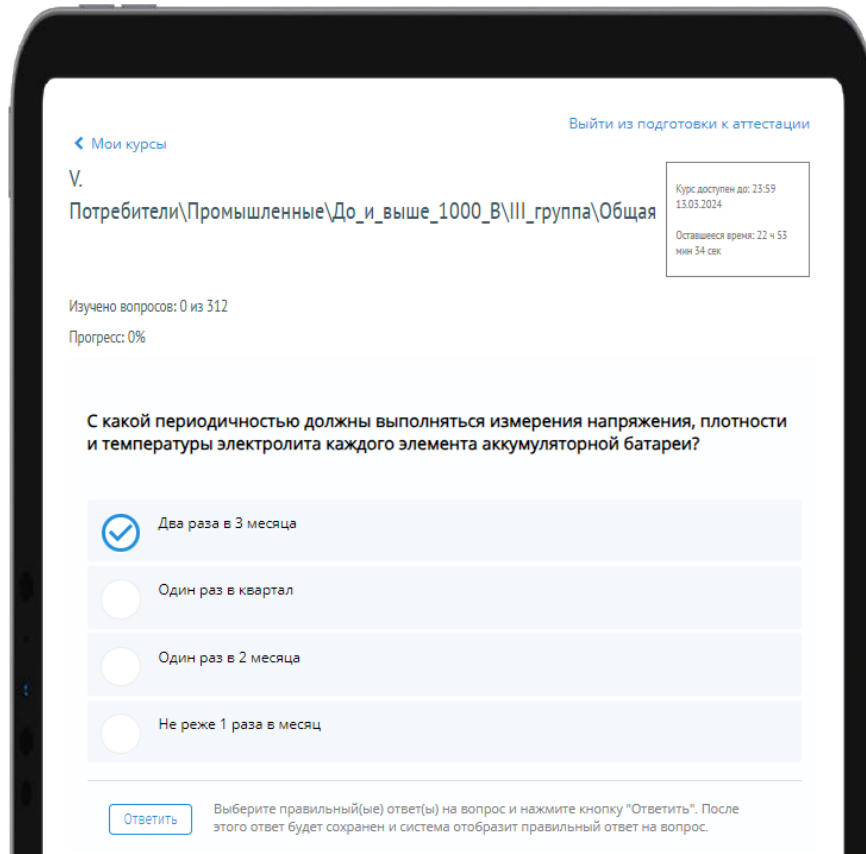 Выйти из подготовки к аттестации
Мои курсы
V.
Потребители\Промышленные\До_и_выше_1000_В\III_группа\Общая
Курс доступен до: 23:59
13.03.2024
Оставшееся время: 22 ч 53
мин 34 сек
Изучено вопросов: 0 из 312
Прогресс: 0%
С какой периодичностью должны выполняться измерения напряжения, плотности
и температуры электролита каждого элемента аккумуляторной батареи?
Два раза в 3 месяца
Один раз в квартал
Один раз в 2 месяца
Не реже 1 раза в месяц
Ответить
Выберите правильный(ые) ответ(ы) на вопрос и нажмите кнопку "Ответить". После
этого ответ будет сохранен и система отобразит правильный ответ на вопрос.